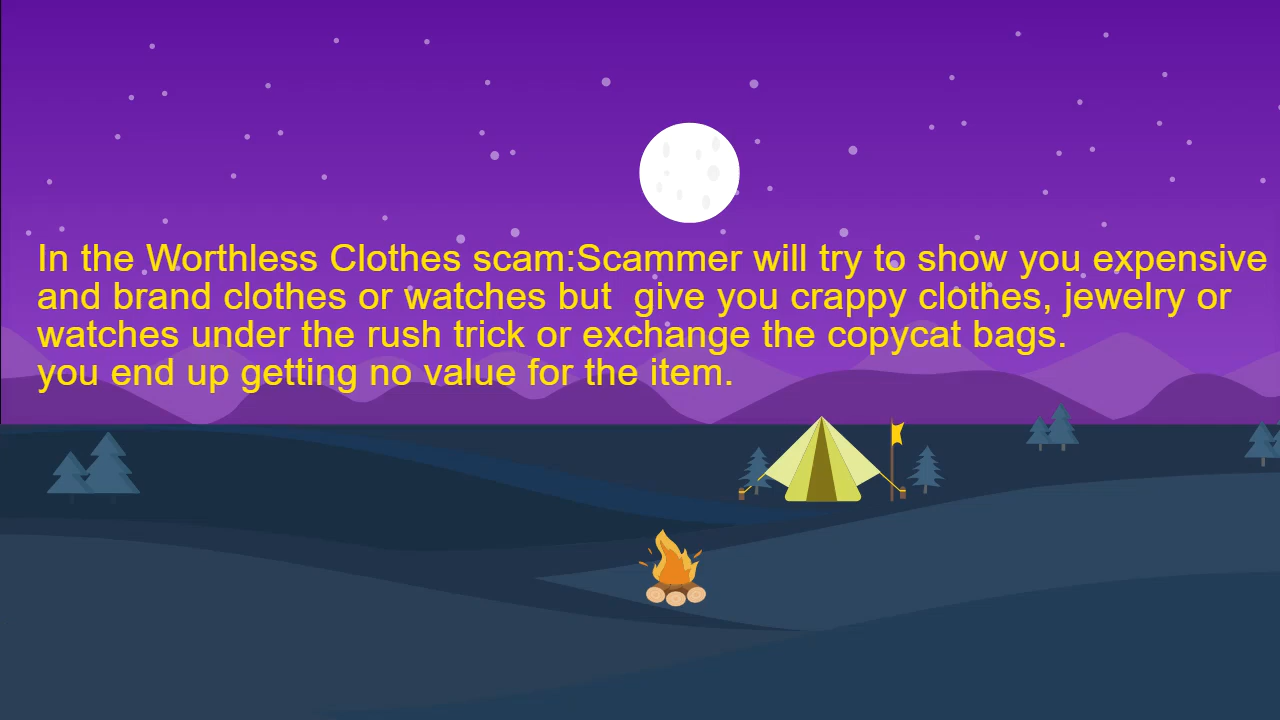 In the Worthless Clothes scam:Scammer will try to show you expensive
and brand clothes or watches but  give you crappy clothes, jewelry or
watches under the rush trick or exchange the copycat bags.
you end up getting no value for the item.